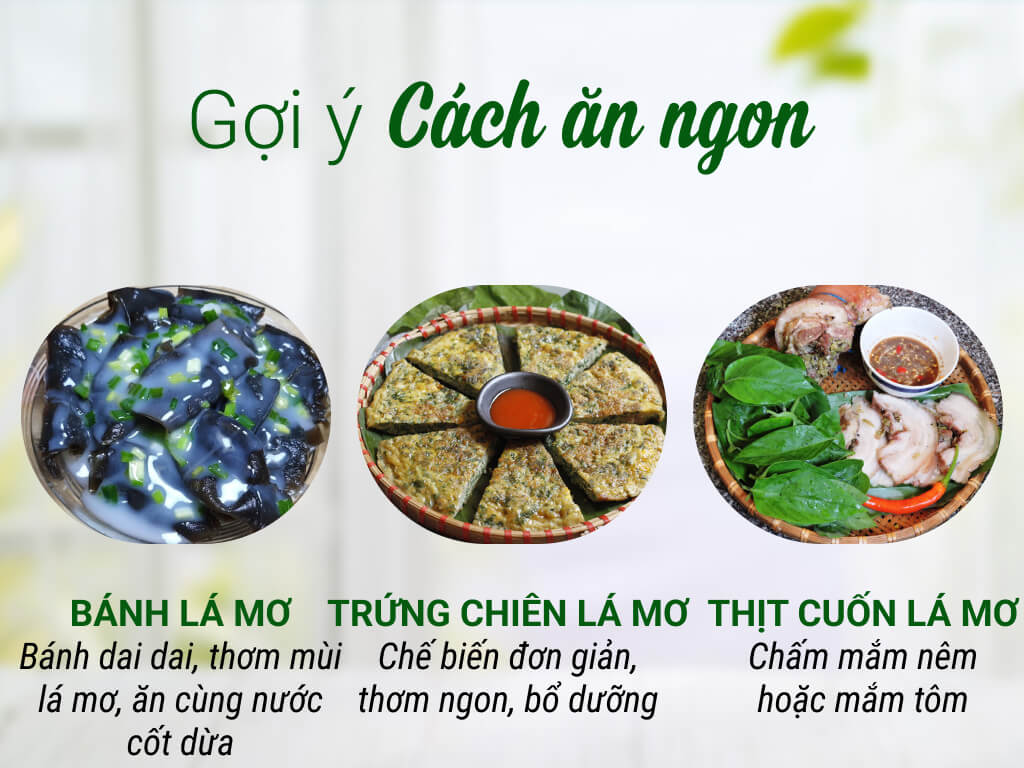 Gợi ý Cách ăn ngon
BÁNH LÁ MƠ
Bánh dai dai, thơm mùi
lá mơ, ăn cùng nước
cốt dừa
TRỨNG CHIÊN LÁ MƠ
Chế biến đơn giản,
thơm ngon, bổ dưỡng
THỊT CUỐN LÁ MƠ
Chấm mắm nêm
hoặc mắm tôm